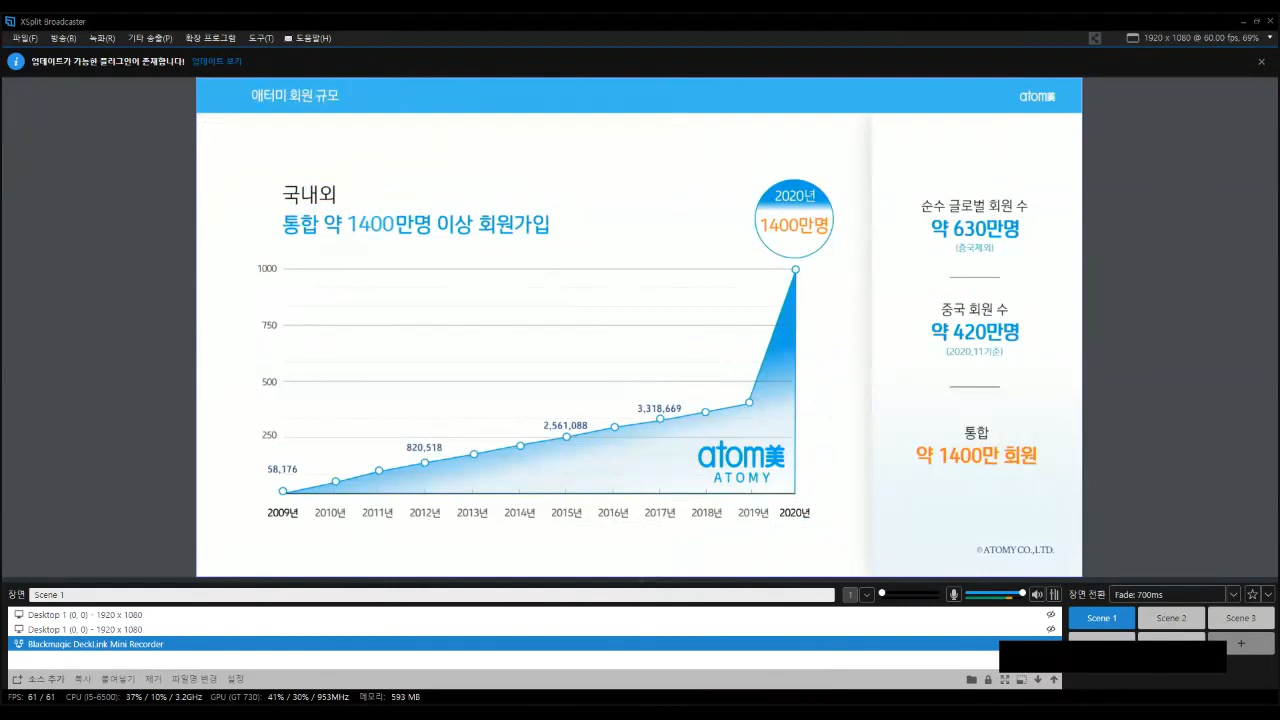 XSplit Broadcaster
파일(F) 방송(B) 녹화(R) 기타 송출(P) 확장 프로그램 도구(T) 도움말(H)
1920 x 1080 @ 60.00 fps, 69%
업데이트가 가능한 플러그인이 존재합니다! 업데이트 보기
애터미 회원 규모
atom美
국내외
통합 약 1400만명 이상 회원가입
2020년
1400만명
1000
750
500
250
58,176
820,518
2,561,088
3,318,669
atom美
ATOMY
2009년 2010년 2011년 2012년 2013년 2014년 2015년 2016년 2017년 2018년 2019년 2020년
순수 글로벌 회원 수
약 630만명
(중국제외)
중국 회원 수
약 420만명
(2020.11기준)
통합
약 1400만 회원
© ATOMY CO.,LTD.
장면 Scene 1
1
장면 전환 Fade: 700ms
Desktop 1 (0, 0) - 1920 x 1080
Desktop 1 (0, 0) - 1920 x 1080
Blackmagic DeckLink Mini Recorder
Scene 1 Scene 2 Scene 3
소스 추가 복사 붙여넣기 제거 파일명 변경 설정
FPS: 61 / 61 CPU (i5-6500): 37% / 10% / 3.2GHz GPU (GT 730): 41% / 30% / 953MHz 메모리: 593 MB